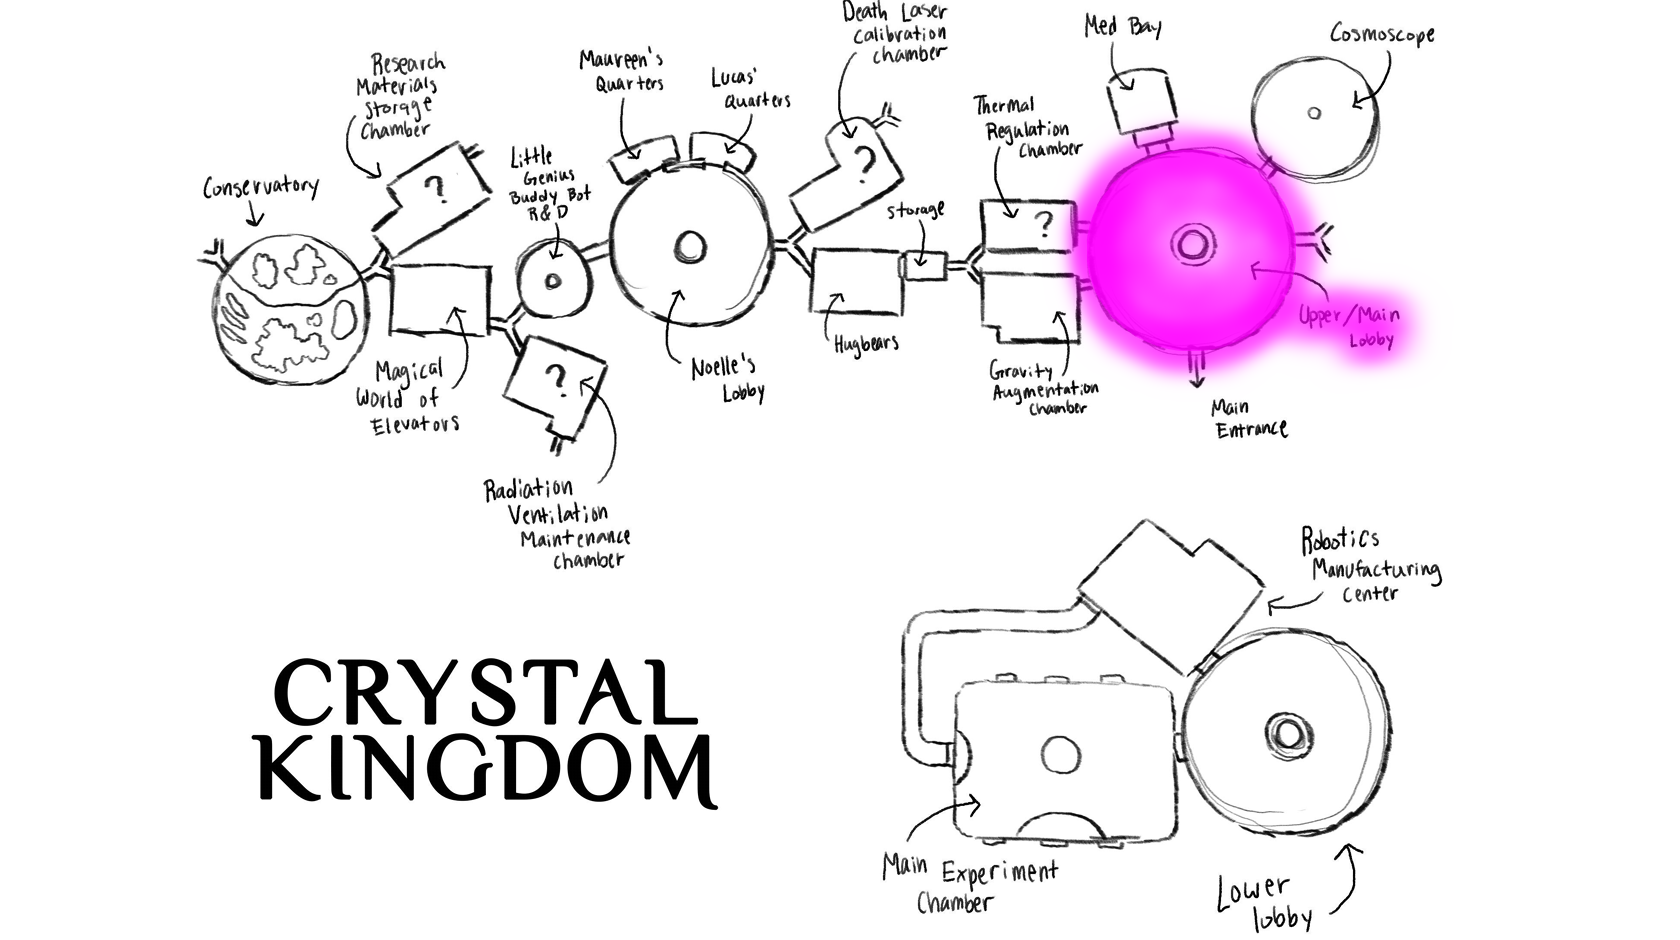 Death Laser
Calibration
chamber
Med Bay
Cosmoscope
Research
Materials
Storage
Chamber
Maureen's
Quarters
Lucas'
Quarters
Thermal
Regulation
Chamber
Little
Genius
Buddy Bot
R&D
Conservatory
?
?
?
?
Storage
Magical
World of
Elevators
Noelle's
Lobby
Hugbears
Gravity
Augmentation
Chamber
Upper/Main
Lobby
Main
Entrance
Radiation
Ventilation
Maintenance
Chamber
Robotics
Manufacturing
Center
CRYSTAL
KINGDOM
Main Experiment
Chamber
Lower
lobby